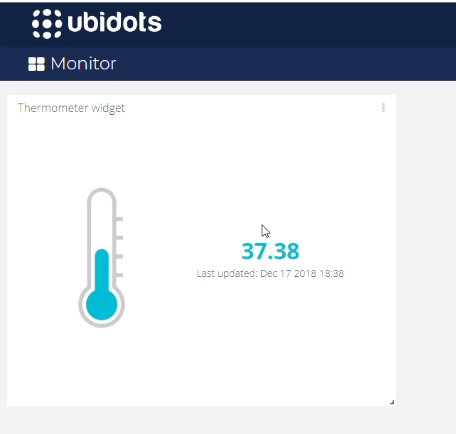 ubidots
Monitor
Thermometer widget
37.38
Last updated: Dec 17 2018 18:38